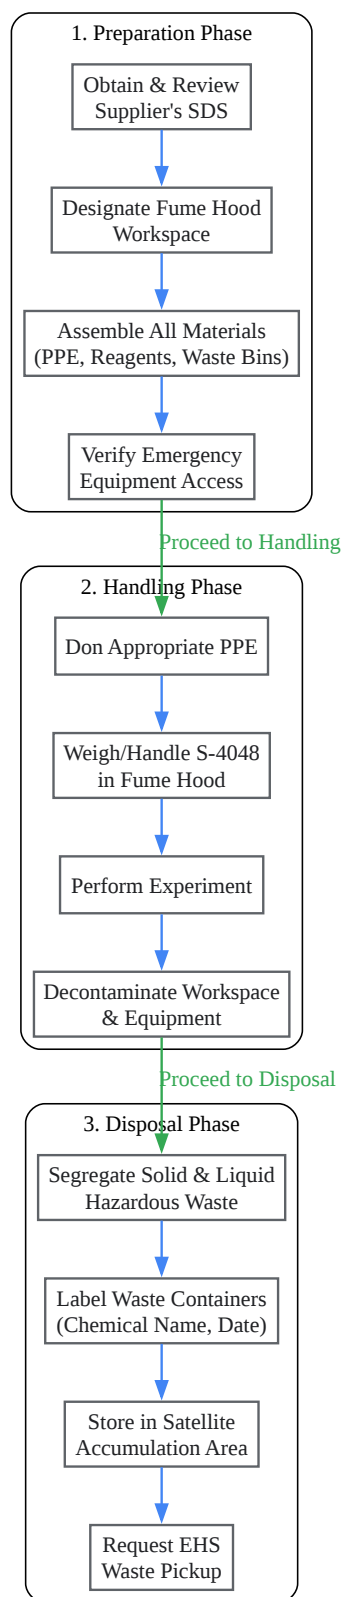 1. Preparation Phase
Obtain & Review
Supplier's SDS
Designate Fume Hood
Workspace
Assemble All Materials
(PPE, Reagents, Waste Bins)
Verify Emergency
Equipment Access
Proceed to Handling
2. Handling Phase
Don Appropriate PPE
Weigh/Handle S-4048
in Fume Hood
Perform Experiment
Decontaminate Workspace
& Equipment
Proceed to Disposal
3. Disposal Phase
Segregate Solid & Liquid
Hazardous Waste
Label Waste Containers
(Chemical Name, Date)
Store in Satellite
Accumulation Area
Request EHS
Waste Pickup